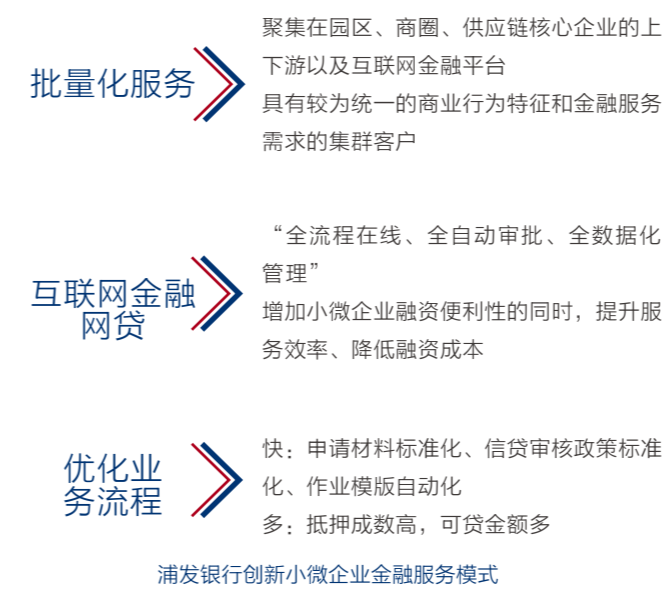 批量化服务
聚集在园区、商圈、供应链核心企业的上
下游以及互联网金融平台
具有较为统一的商业行为特征和金融服务
需求的集群客户
互联网金融
网贷
“全流程在线、全自动审批、全数据化
管理”
增加小微企业融资便利性的同时，提升服
务效率、降低融资成本
优化业
务流程
快：申请材料标准化、信贷审核政策标准
化、作业模版自动化
多：抵押成数高，可贷金额多
浦发银行创新小微企业金融服务模式